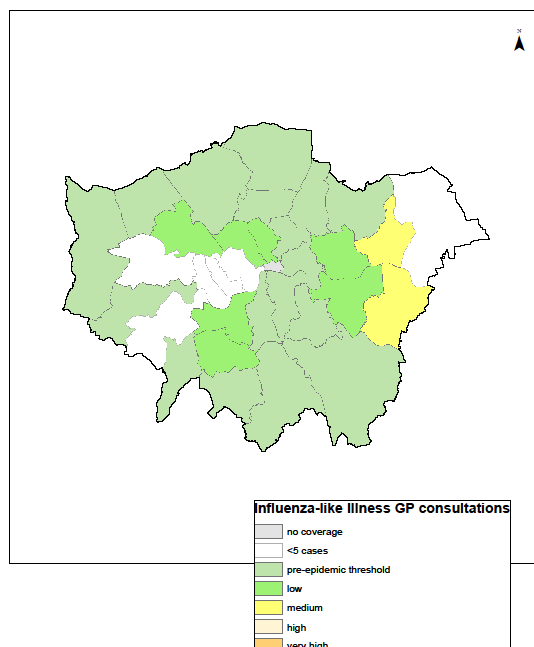 N
Influenza-like Illness GP consultations
no coverage
<5 cases
pre-epidemic threshold
low
medium
high
very high